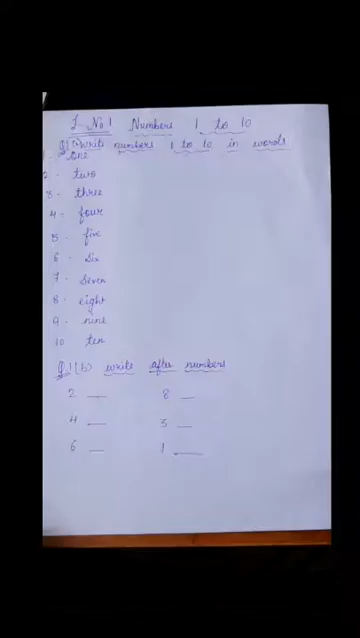 L-No 1 Numbers 1 to 10
Q1(a) Write numbers 1 to 10 in words
1 - one
2 - two
3 - three
4 - four
5 - five
6 - six
7 - seven
8 - eight
9 - nine
10 ten
Q.1(b) write after numbers
2 __ 8 __
4 __ 3 __
6 __ 1 __